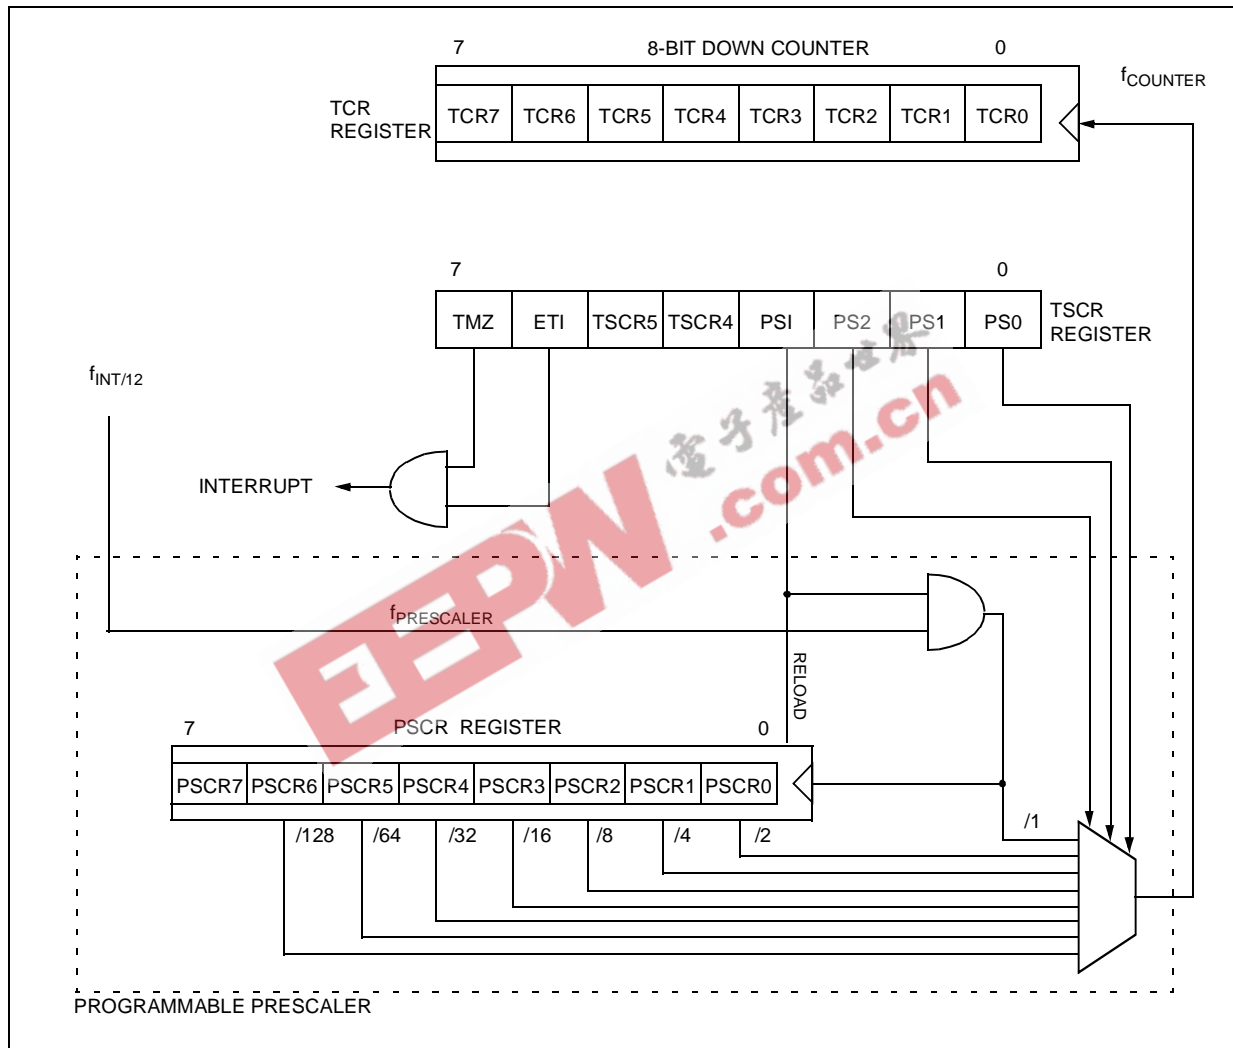 7 8-BIT DOWN COUNTER 0
fCOUNTER
TCR
REGISTER
TCR7 TCR6 TCR5 TCR4 TCR3 TCR2 TCR1 TCR0
7 0
TMZ ETI TSCR5 TSCR4 PSI PS2 PS1 PS0
TSCR
REGISTER
fINT/12
INTERRUPT
電子產品世界
.com.cn
EEPW
fPRESCALER
RELOAD
7 PSCR REGISTER 0
PSCR7 PSCR6 PSCR5 PSCR4 PSCR3 PSCR2 PSCR1 PSCR0
/128 /64 /32 /16 /8 /4 /2 /1
PROGRAMMABLE PRESCALER